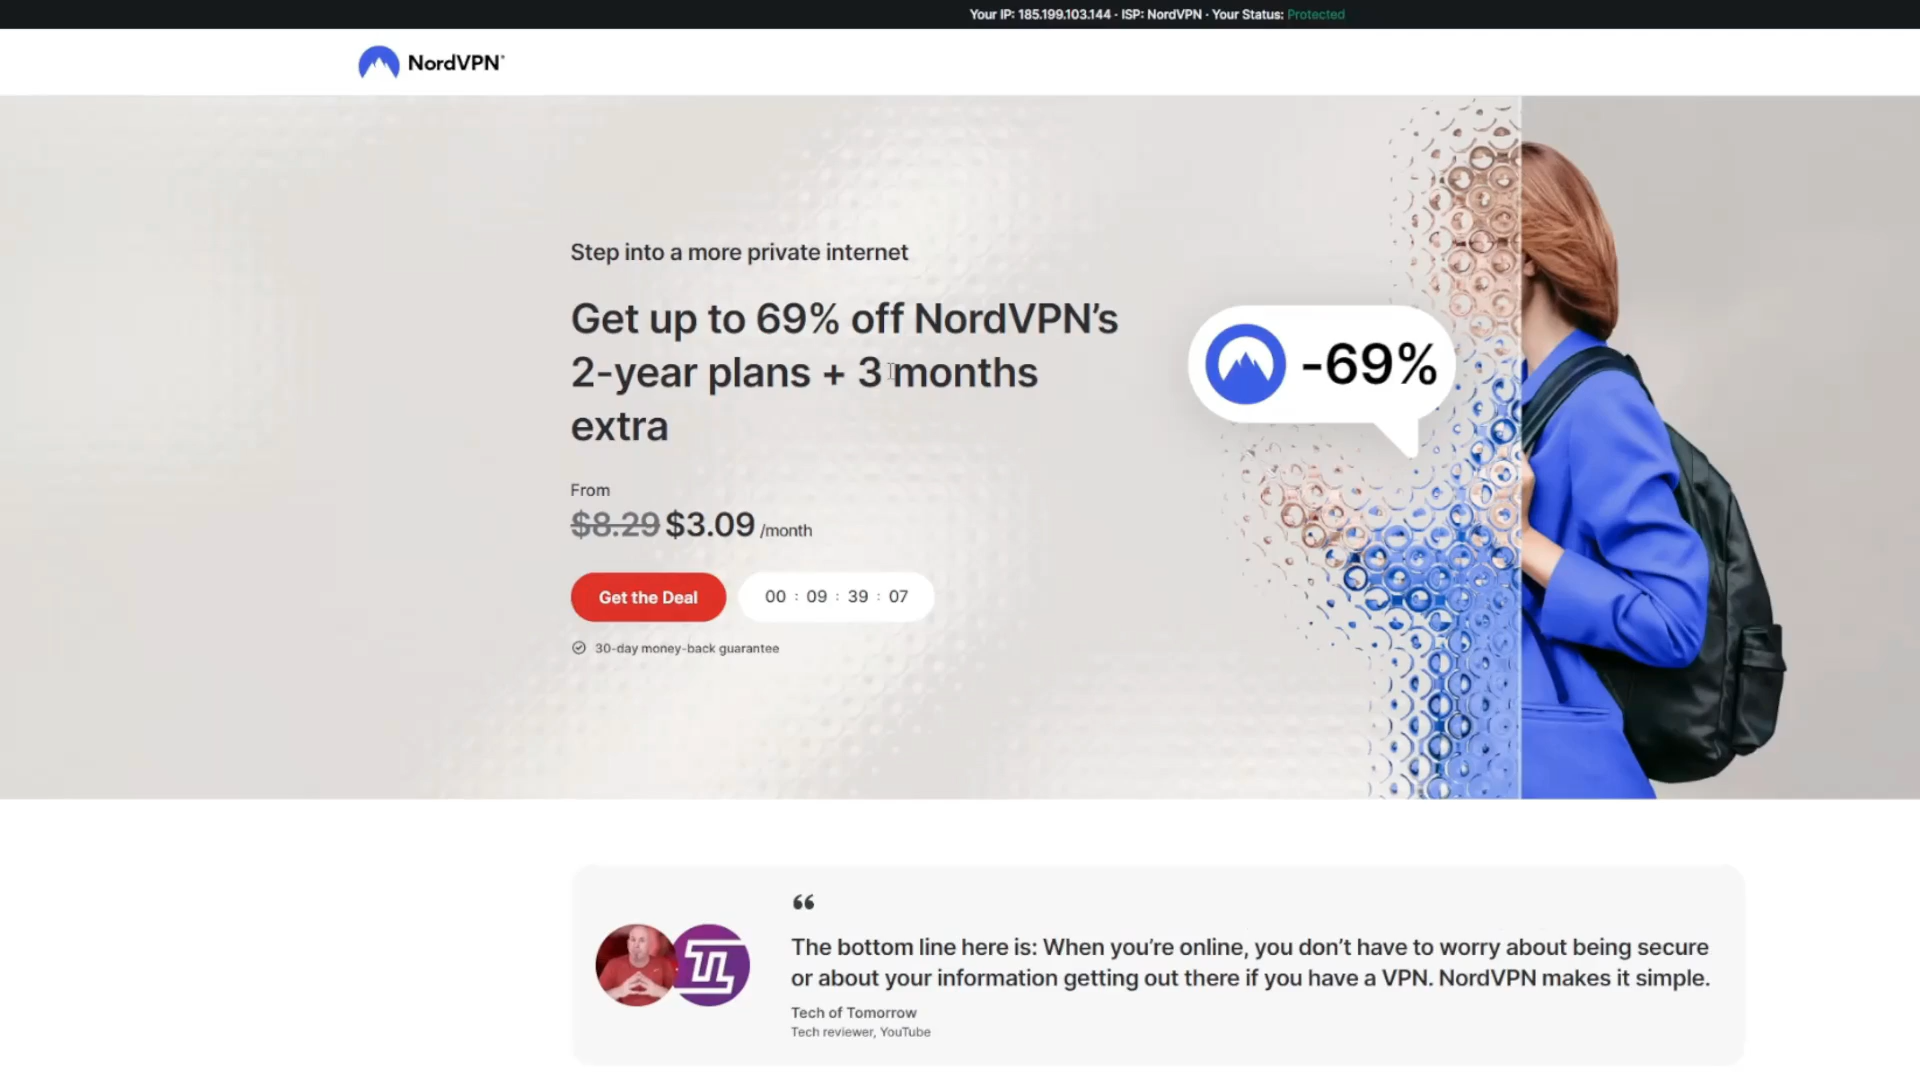 Your IP: 185.199.103.144 · ISP: NordVPN · Your Status: Protected
NordVPN®
Step into a more private internet
Get up to 69% off NordVPN’s
2-year plans + 3 months
extra
-69%
From
$8.29 $3.09 /month
Get the Deal
00 : 09 : 39 : 07
30-day money-back guarantee
“
The bottom line here is: When you’re online, you don’t have to worry about being secure
or about your information getting out there if you have a VPN. NordVPN makes it simple.
Tech of Tomorrow
Tech reviewer, YouTube